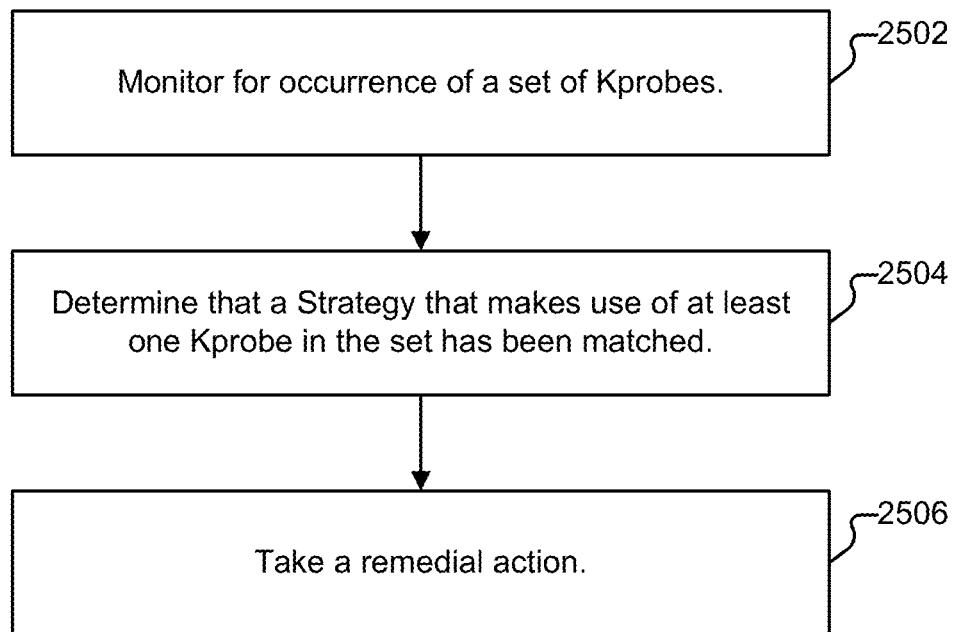 2502
Monitor for occurrence of a set of Kprobes.
2504
Determine that a Strategy that makes use of at least
one Kprobe in the set has been matched.
2506
Take a remedial action.